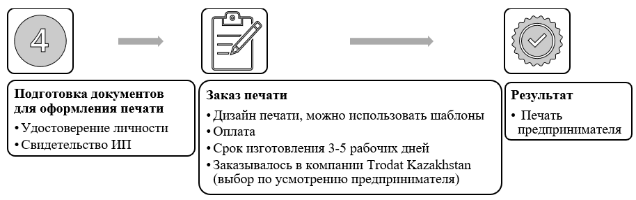 4
Подготовка документов
для оформления печати
• Удостоверение личности
• Свидетельство ИП
Заказ печати
• Дизайн печати, можно использовать шаблоны
• Оплата
• Срок изготовления 3-5 рабочих дней
• Заказывалось в компании Trodat Kazakhstan
(выбор по усмотрению предпринимателя)
Результат
• Печать
предпринимателя